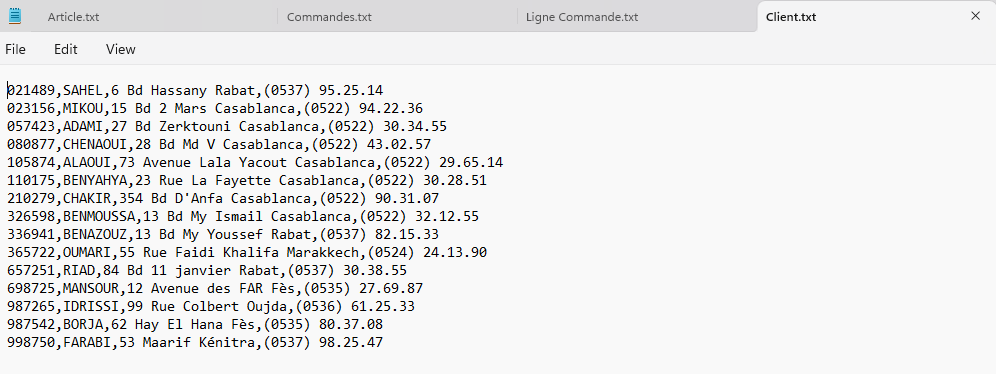 Article.txt Commandes.txt Ligne Commande.txt Client.txt
File Edit View
021489,SAHEL,6 Bd Hassany Rabat,(0537) 95.25.14
023156,MIKOU,15 Bd 2 Mars Casablanca,(0522) 94.22.36
057423,ADAMI,27 Bd Zerktouni Casablanca,(0522) 30.34.55
080877,CHENAOUI,28 Bd Md V Casablanca,(0522) 43.02.57
105874,ALAOUI,73 Avenue Lala Yacout Casablanca,(0522) 29.65.14
110175,BENYAHYA,23 Rue La Fayette Casablanca,(0522) 30.28.51
210279,CHAKIR,354 Bd D'Anfa Casablanca,(0522) 90.31.07
326598,BENMOUSSA,13 Bd My Ismail Casablanca,(0522) 32.12.55
336941,BENAZOUZ,13 Bd My Youssef Rabat,(0537) 82.15.33
365722,OUMARI,55 Rue Faidi Khalifa Marakkech,(0524) 24.13.90
657251,RIAD,84 Bd 11 janvier Rabat,(0537) 30.38.55
698725,MANSOUR,12 Avenue des FAR Fès,(0535) 27.69.87
987265,IDRISSI,99 Rue Colbert Oujda,(0536) 61.25.33
987542,BORJA,62 Hay El Hana Fès,(0535) 80.37.08
998750,FARABI,53 Maarif Kénitra,(0537) 98.25.47